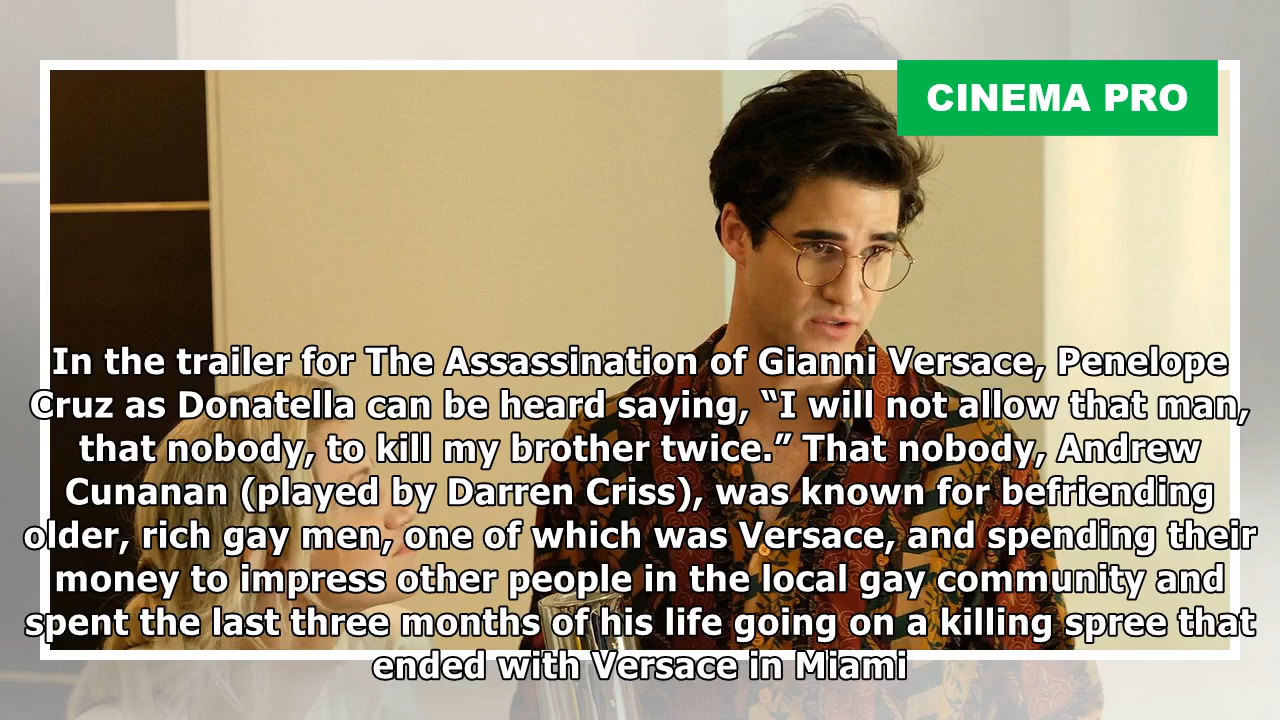 CINEMA PRO
In the trailer for The Assassination of Gianni Versace, Penelope
Cruz as Donatella can be heard saying, “I will not allow that man,
that nobody, to kill my brother twice.” That nobody, Andrew
Cunanan (played by Darren Criss), was known for befriending
older, rich gay men, one of which was Versace, and spending their
money to impress other people in the local gay community and
spent the last three months of his life going on a killing spree that
ended with Versace in Miami